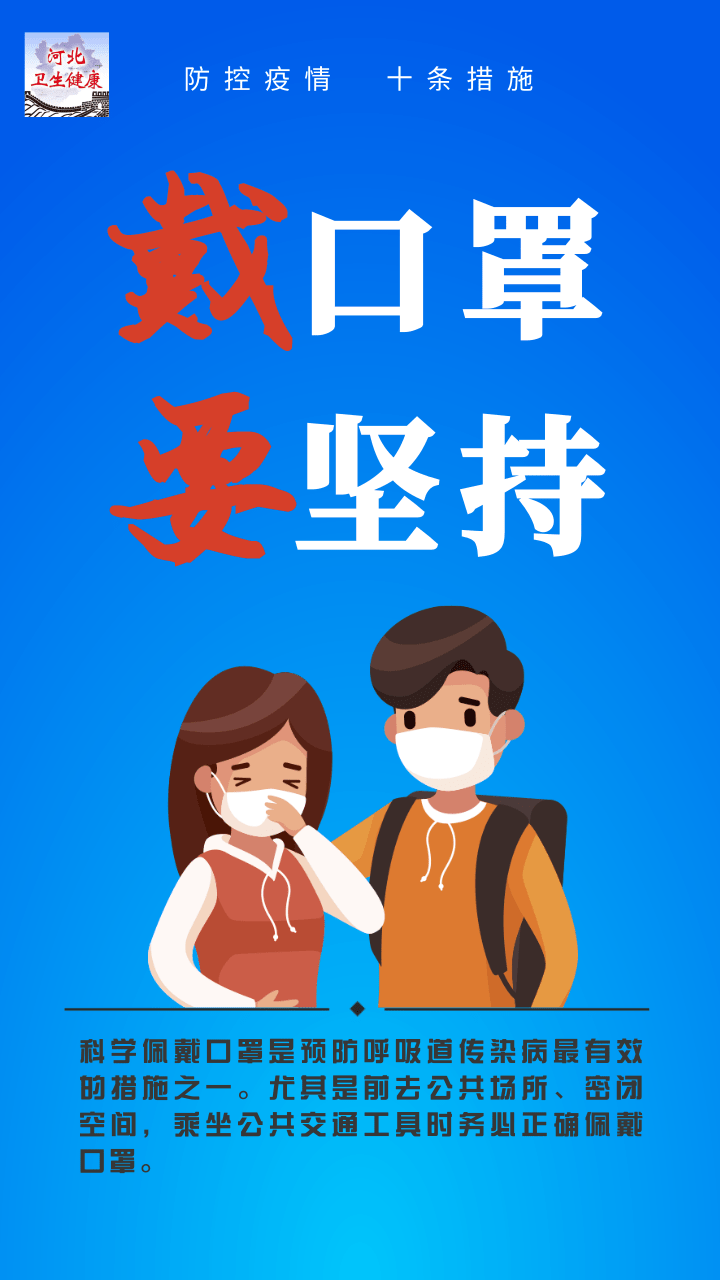 河北
卫生健康
防控疫情 十条措施
戴口罩
要坚持
科学佩戴口罩是预防呼吸道传染病最有效
的措施之一。尤其是前去公共场所、密闭
空间，乘坐公共交通工具时务必正确佩戴
口罩。